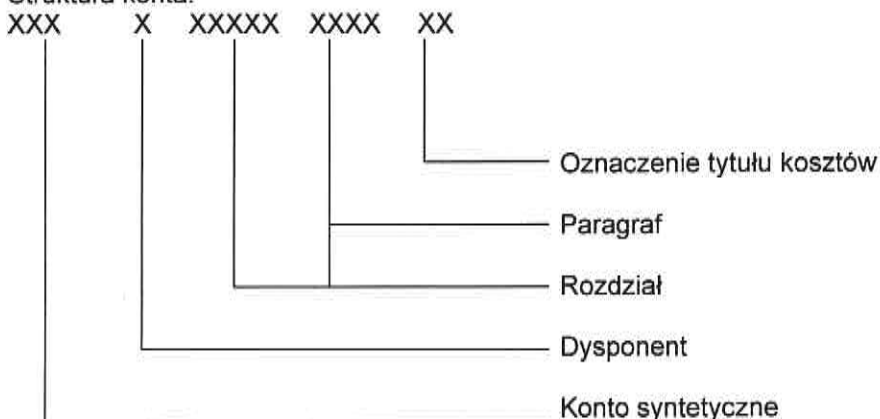 Struktura konta:
XXX X XXXXX XXXX XX
Oznaczenie tytułu kosztów
Paragraf
Rozdział
Dysponent
Konto syntetyczne